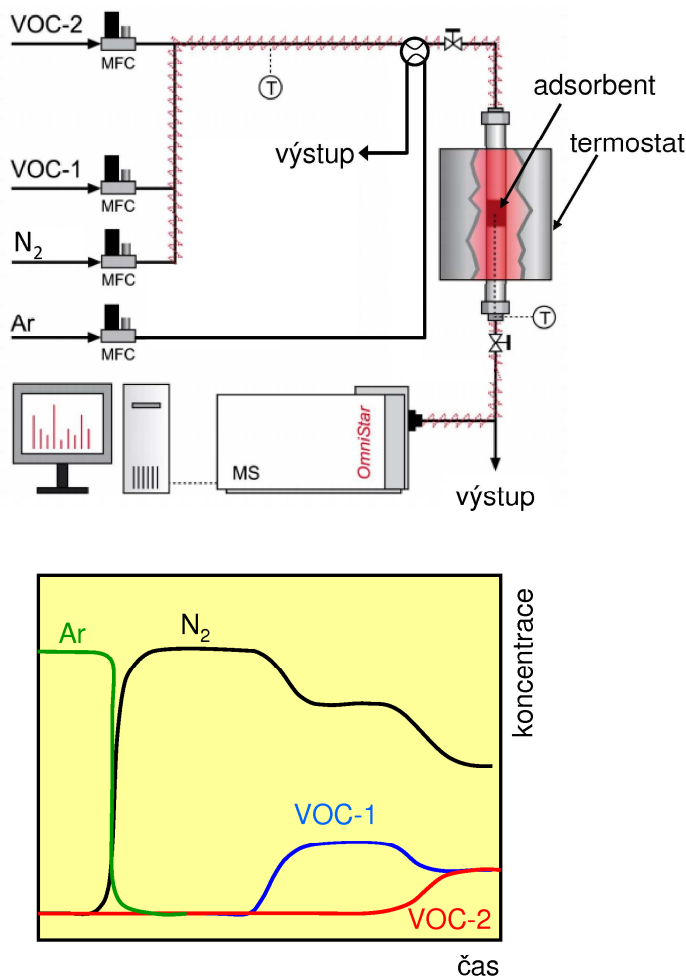 VOC-2
MFC
T
adsorbent
termostat
výstup
VOC-1
MFC
N2
MFC
Ar
MFC
T
MS
OmniStar
výstup
Ar
N2
koncentrace
VOC-1
VOC-2
čas